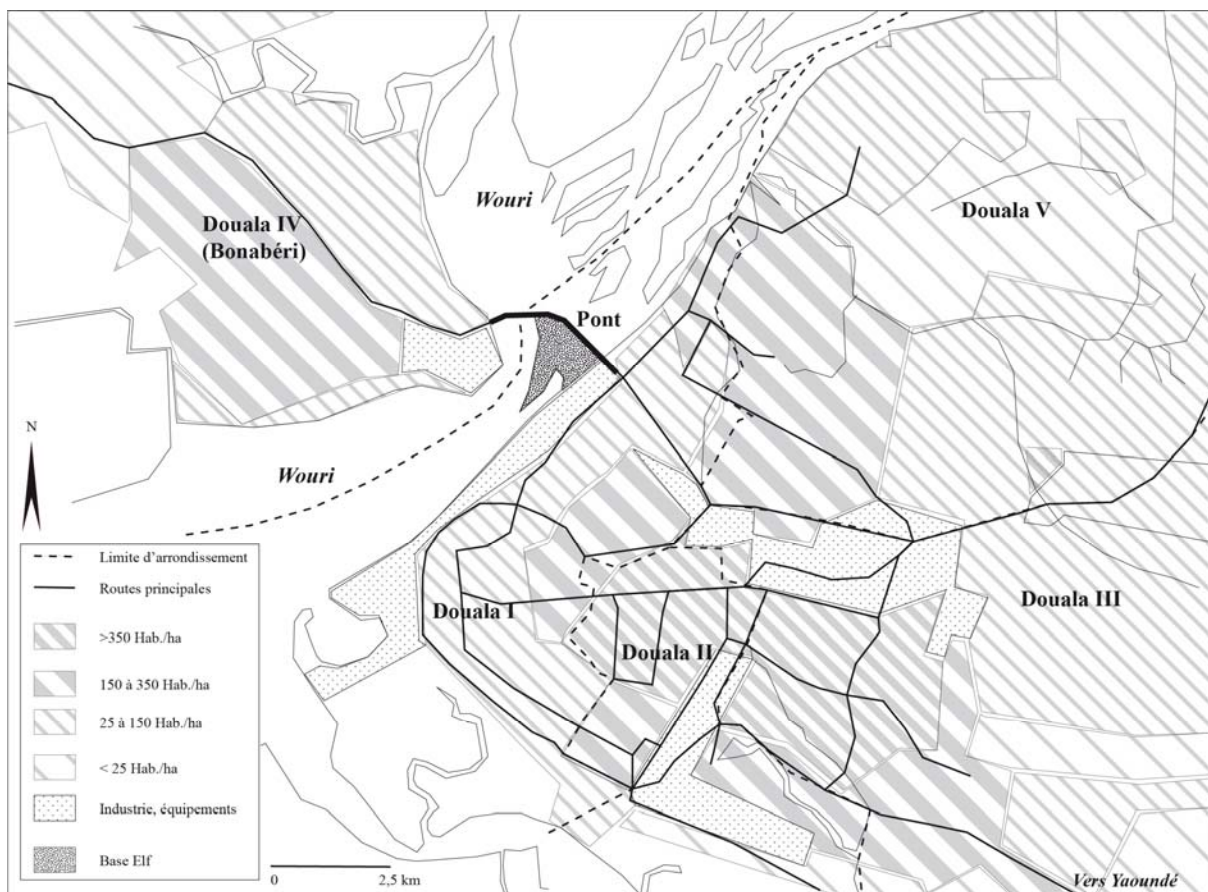 Wouri
Douala V
Douala IV
(Bonabéri)
Pont
N
Wouri
Limite d'arrondissement
Routes principales
Douala I
Douala III
>350 Hab./ha
Douala II
150 à 350 Hab./ha
25 à 150 Hab./ha
< 25 Hab./ha
Industrie, équipements
Base Elf
0
2,5 km
Vers Yaoundé